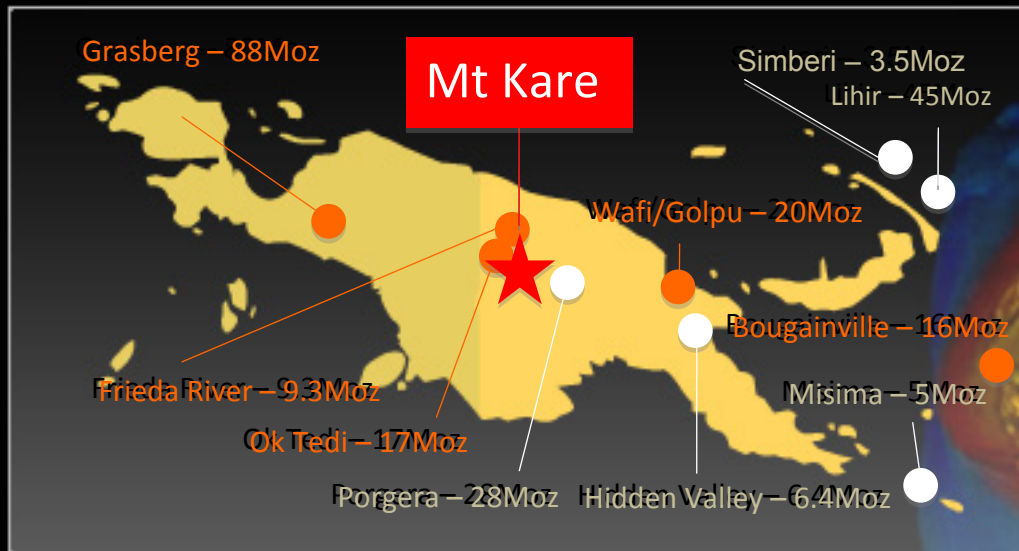 Grasberg – 88Moz
Mt Kare
Simberi – 3.5Moz
Lihir – 45Moz
Wafi/Golpu – 20Moz
Bougainville – 16Moz
Frieda River – 9.3Moz
Misima – 5Moz
Ok Tedi – 17Moz
Porgera – 28Moz
Hidden Valley – 6.4Moz